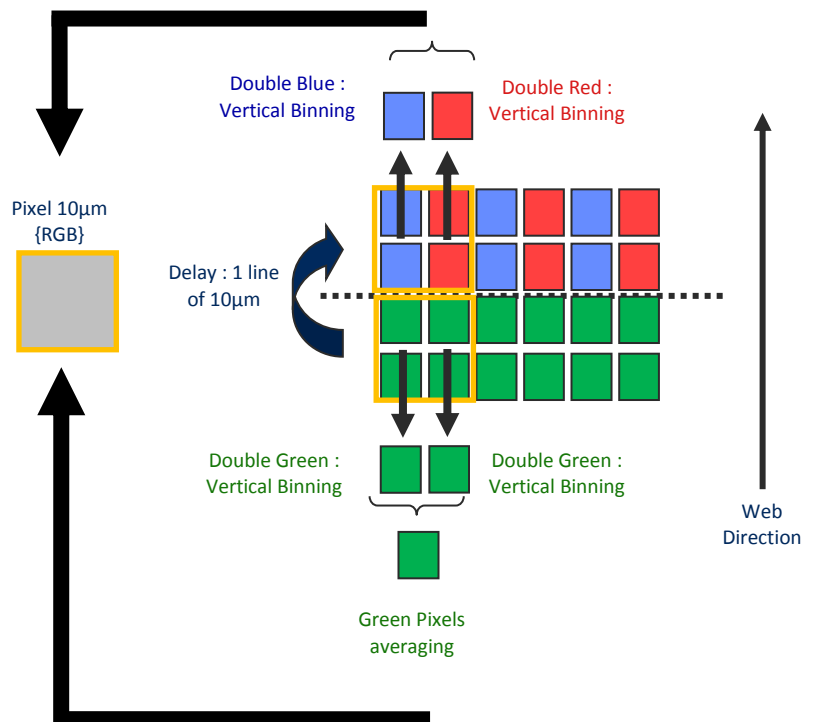 Double Blue :
Vertical Binning
Double Red :
Vertical Binning
Pixel 10µm
{RGB}
Delay : 1 line
of 10µm
Double Green :
Vertical Binning
Double Green :
Vertical Binning
Web
Direction
Green Pixels
averaging